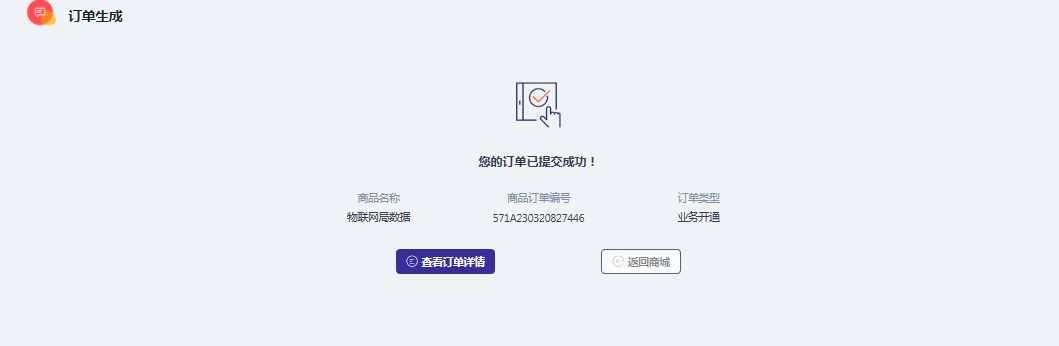 订单生成
您的订单已提交成功！
商品名称 商品订单编号 订单类型
物联网局数据 571A230320827446 业务开通
查看订单详情 返回商城